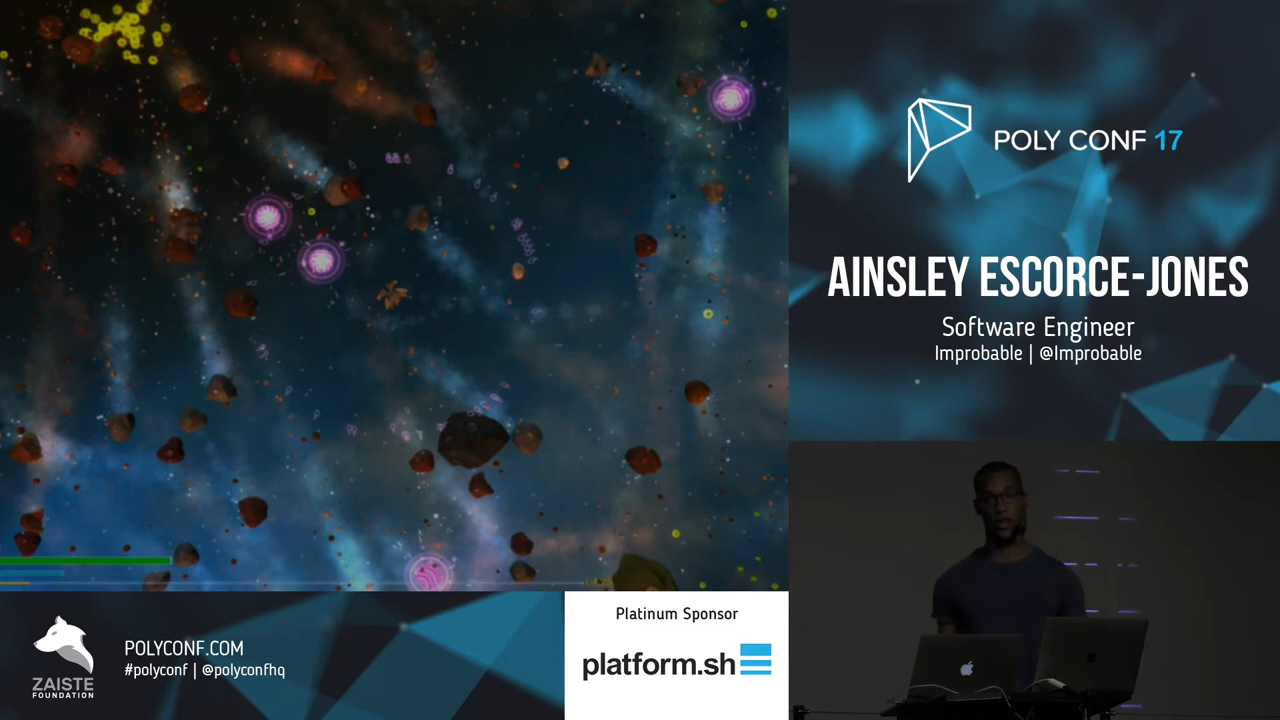 POLY CONF 17
AINSLEY ESCORCE-JONES
Software Engineer
Improbable | @Improbable
POLYCONF.COM
#polyconf | @polyconfhq
ZAISTE
FOUNDATION
Platinum Sponsor
platform.sh